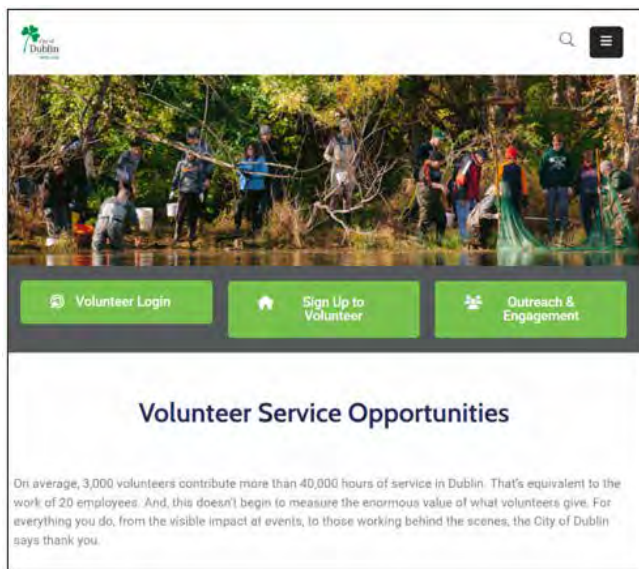 City of
Dublin
Volunteer Login
Sign Up to
Volunteer
Outreach &
Engagement
Volunteer Service Opportunities
On average, 3,000 volunteers contribute more than 40,000 hours of service in Dublin. That's equivalent to the
work of 20 employees. And, this doesn't begin to measure the enormous value of what volunteers give. For
everything you do, from the visible impact at events, to those working behind the scenes, the City of Dublin
says thank you.